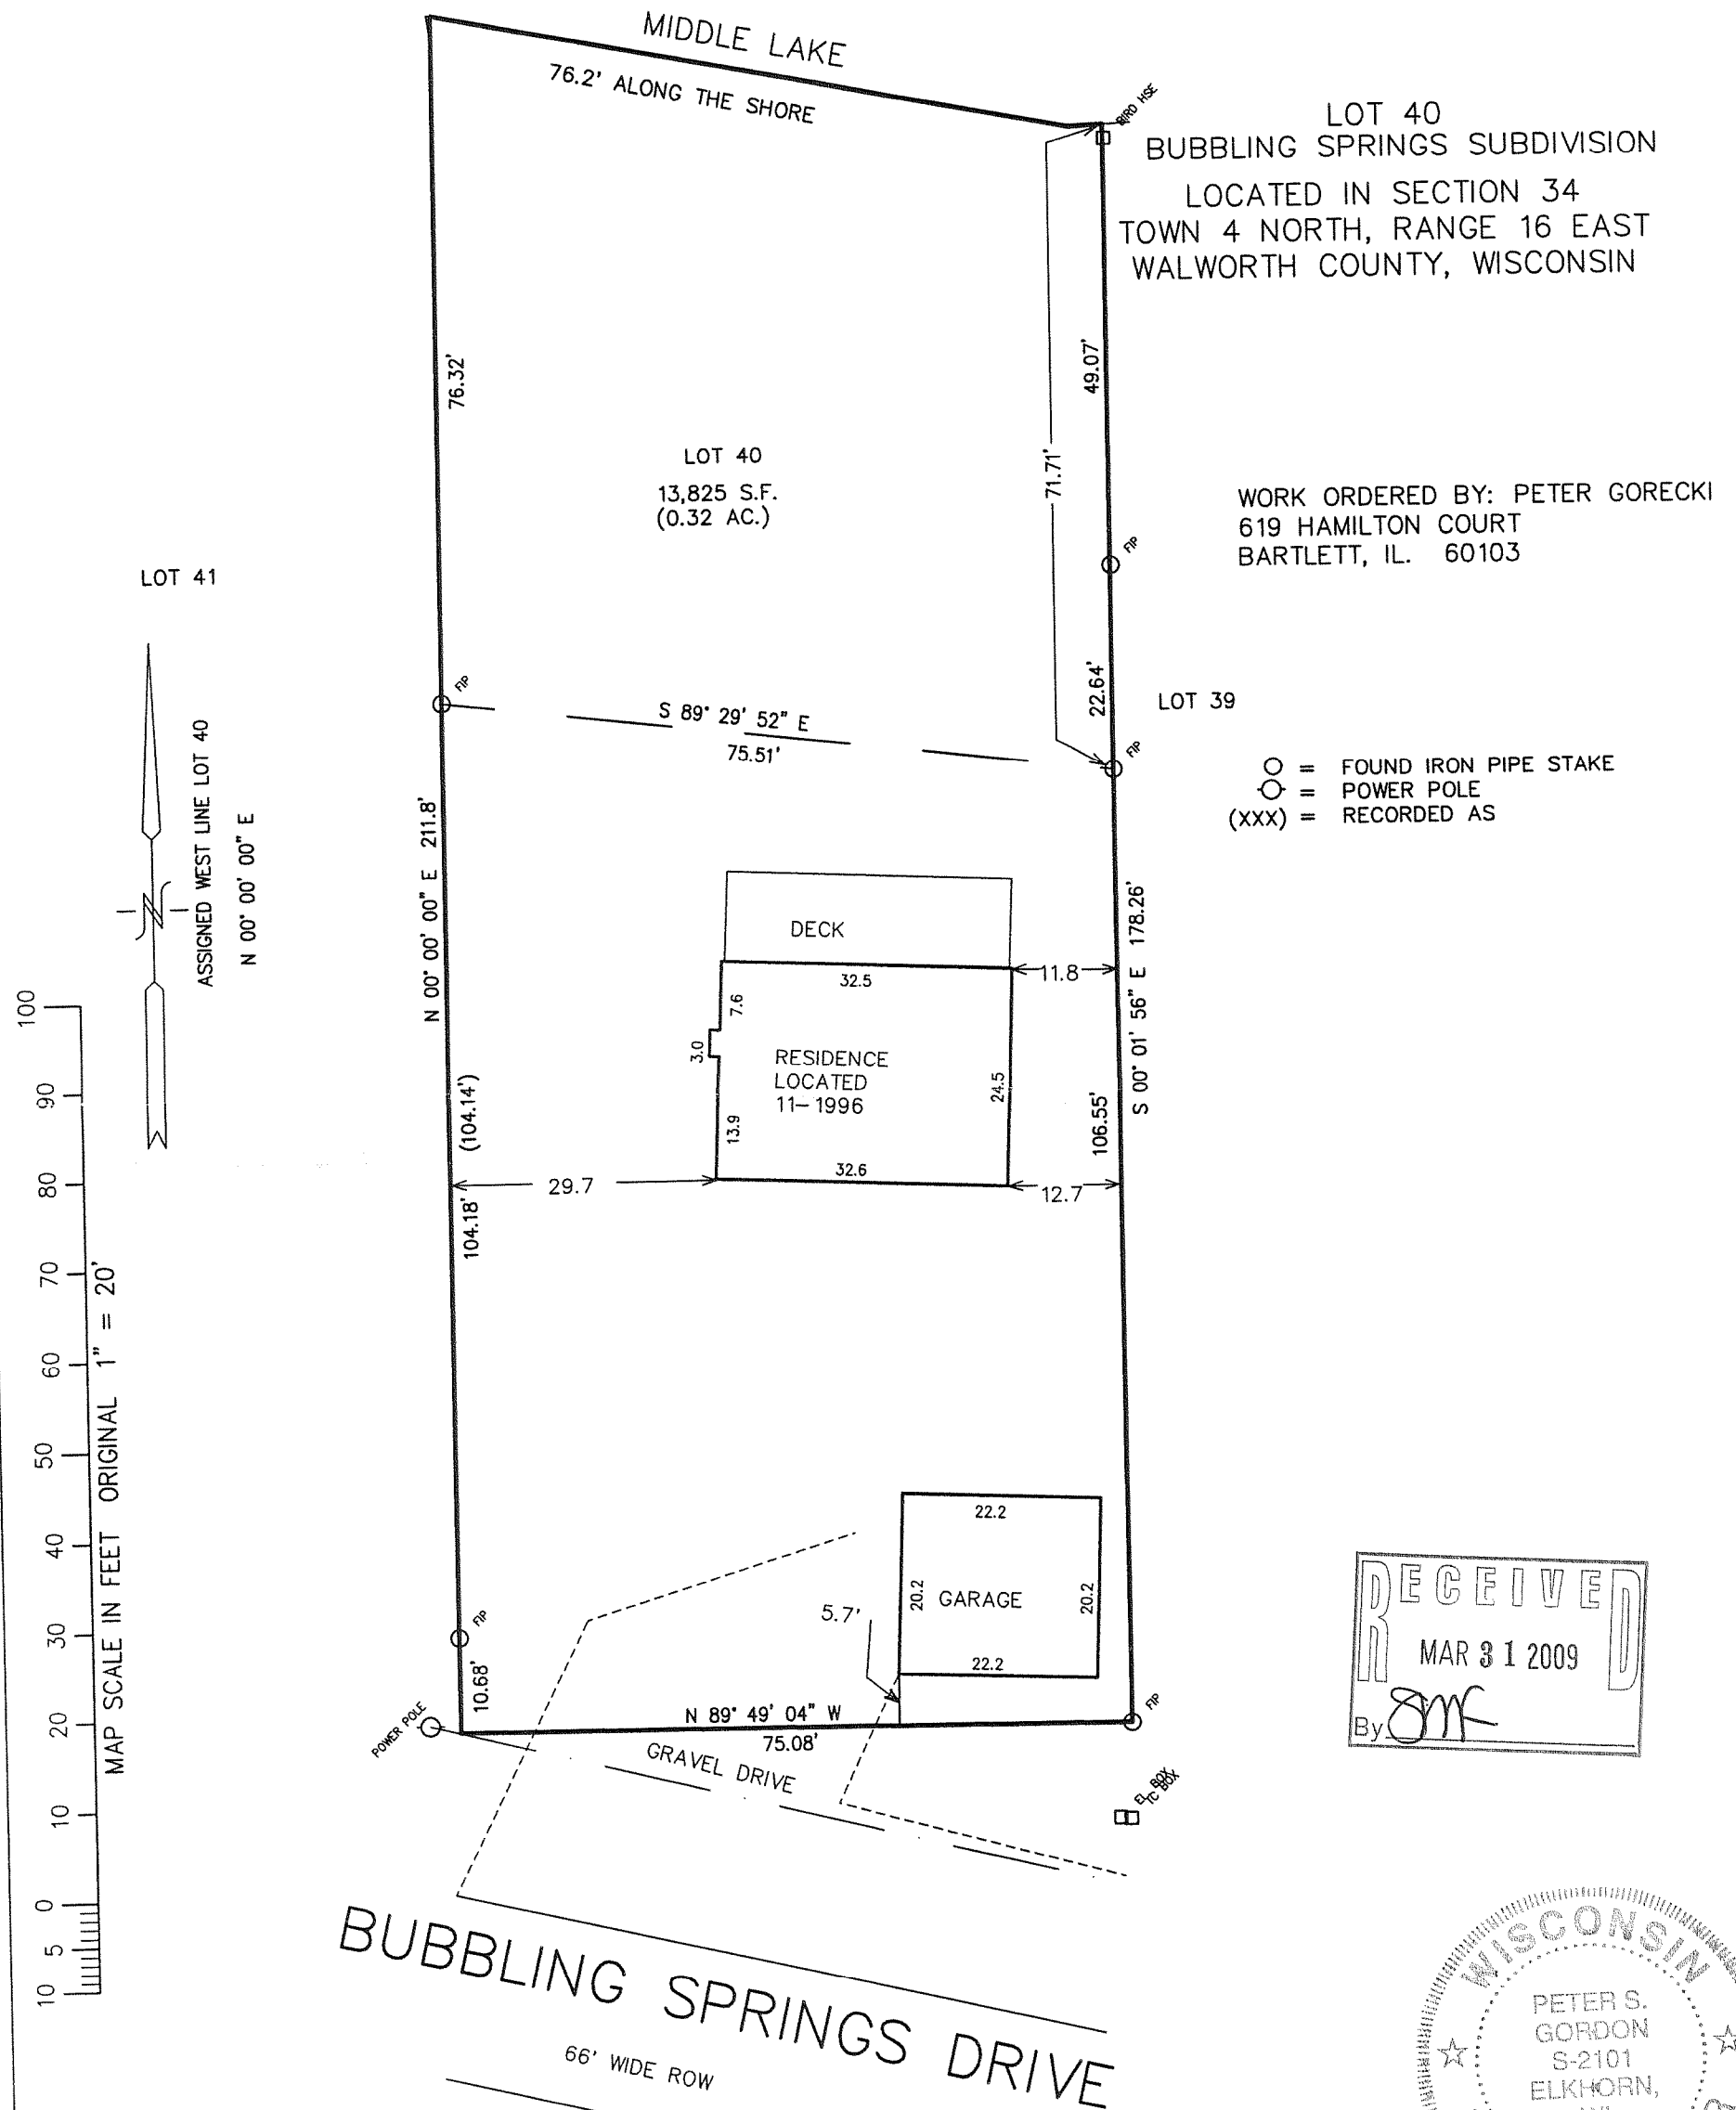 MIDDLE LAKE
76.2' ALONG THE SHORE
BIRD HSE
LOT 40
BUBBLING SPRINGS SUBDIVISION
LOCATED IN SECTION 34
TOWN 4 NORTH, RANGE 16 EAST
WALWORTH COUNTY, WISCONSIN
76.32'
49.07'
71.71'
LOT 40
13,825 S.F.
(0.32 AC.)
WORK ORDERED BY: PETER GORECKI
619 HAMILTON COURT
BARTLETT, IL. 60103
FIP
LOT 41
FIP
S 89° 29' 52" E
75.51'
22.64'
FIP
LOT 39
= FOUND IRON PIPE STAKE
= POWER POLE
(XXX) = RECORDED AS
ASSIGNED WEST LINE LOT 40
N 00° 00' 00" E
N
N 00° 00' 00" E 211.8'
DECK
S 00° 01' 56" E 178.26'
11.8
32.5
7.6
3.0
RESIDENCE
LOCATED
11-1996
24.5
13.9
32.6
(104.14')
104.18'
106.55'
29.7
12.7
100
90
80
70
60
50
40
30
20
10
0
5
10
MAP SCALE IN FEET ORIGINAL 1" = 20'
22.2
20.2
GARAGE
20.2
5.7'
22.2
FIP
10.68'
POWER POLE
N 89° 49' 04" W
75.08'
FIP
GRAVEL DRIVE
EL BOX
TC BOX
RECEIVED
MAR 31 2009
By
BUBBLING SPRINGS DRIVE
66' WIDE ROW
WISCONSIN
PETER S.
GORDON
S-2101
ELKHORN,